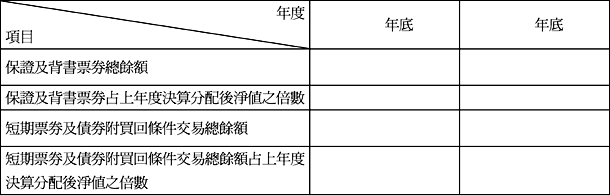 年度
項目
年底
年底
保證及背書票券總餘額
保證及背書票券占上年度決算分配後淨值之倍數
短期票券及債券附買回條件交易總餘額
短期票券及債券附買回條件交易總餘額占上年度
決算分配後淨值之倍數